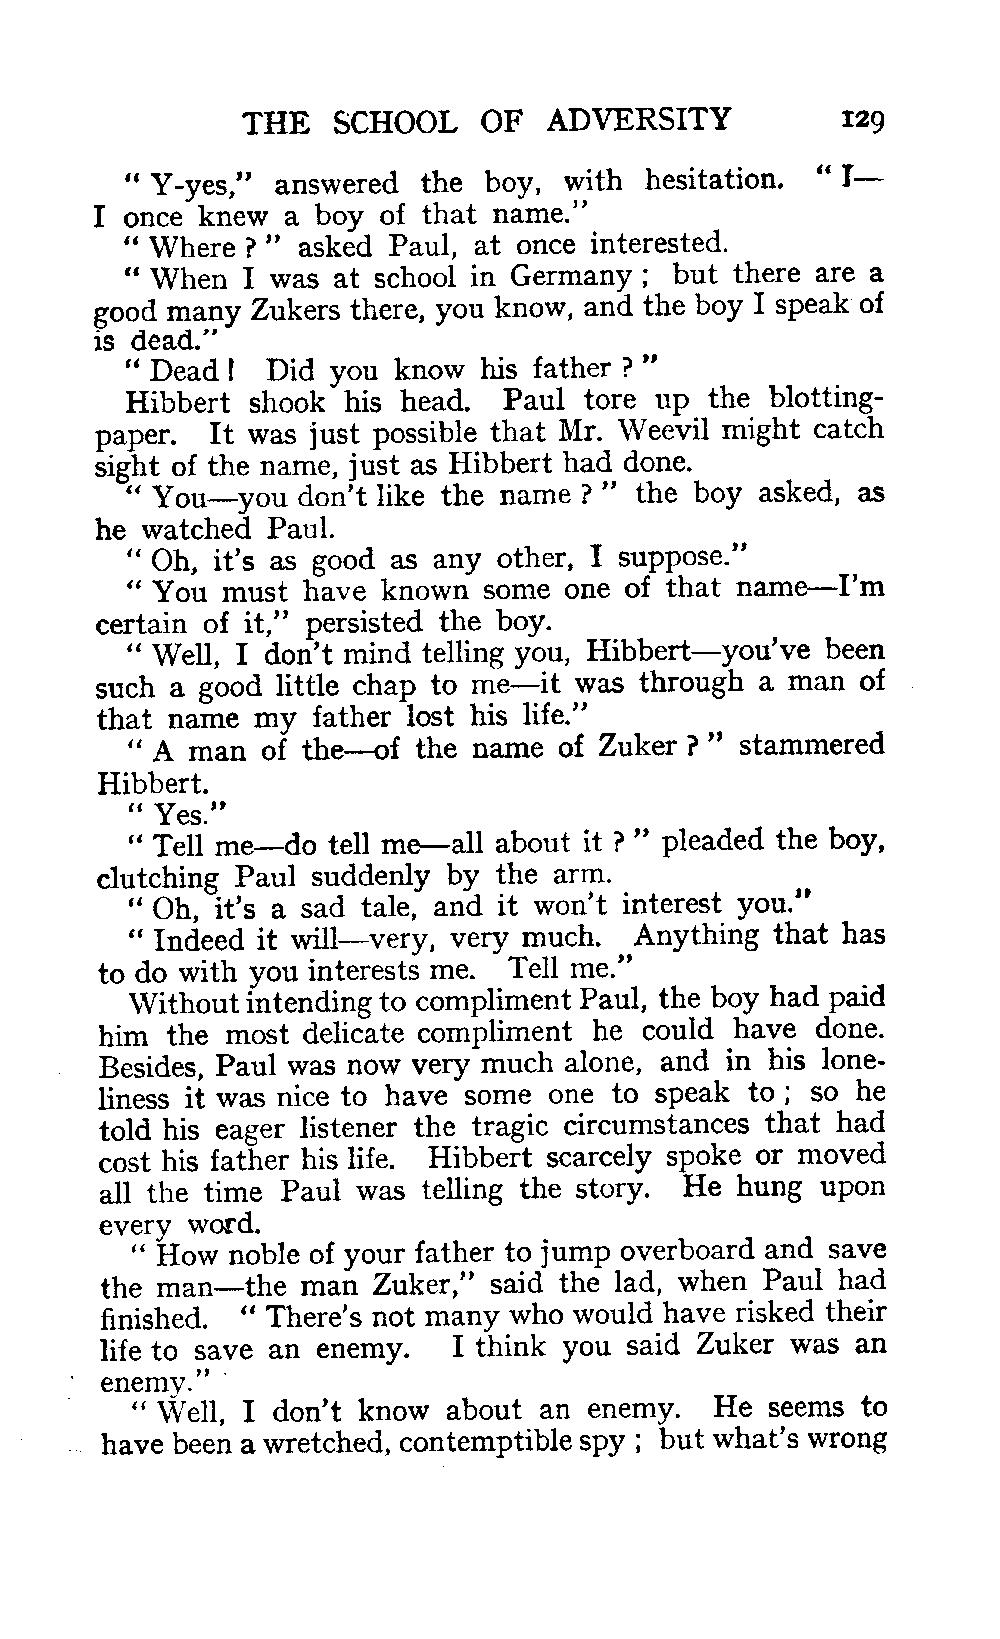 THE SCHOOL OF ADVERSITY 129
" Y-yes," answered the boy, with hesitation. " I—
I once knew a boy of that name."
" Where ? " asked Paul, at once interested.
" When I was at school in Germany ; but there are a
good many Zukers there, you know, and the boy I speak of
is dead."
" Dead ! Did you know his father ? "
Hibbert shook his head. Paul tore up the blotting-
paper. It was just possible that Mr. Weevil might catch
sight of the name, just as Hibbert had done.
" You—you don't like the name ? " the boy asked, as
he watched Paul.
" Oh, it's as good as any other, I suppose."
" You must have known some one of that name—I'm
certain of it," persisted the boy.
" Well, I don't mind telling you, Hibbert—you've been
such a good little chap to me—it was through a man of
that name my father lost his life."
" A man of the—of the name of Zuker ? " stammered
Hibbert.
" Yes."
" Tell me—do tell me—all about it ? " pleaded the boy,
clutching Paul suddenly by the arm.
" Oh, it's a sad tale, and it won't interest you."
" Indeed it will—very, very much. Anything that has
to do with you interests me. Tell me."
Without intending to compliment Paul, the boy had paid
him the most delicate compliment he could have done.
Besides, Paul was now very much alone, and in his lone-
liness it was nice to have some one to speak to ; so he
told his eager listener the tragic circumstances that had
cost his father his life. Hibbert scarcely spoke or moved
all the time Paul was telling the story. He hung upon
every word.
" How noble of your father to jump overboard and save
the man—the man Zuker," said the lad, when Paul had
finished. " There's not many who would have risked their
life to save an enemy. I think you said Zuker was an
enemy."
" Well, I don't know about an enemy. He seems to
have been a wretched, contemptible spy ; but what's wrong